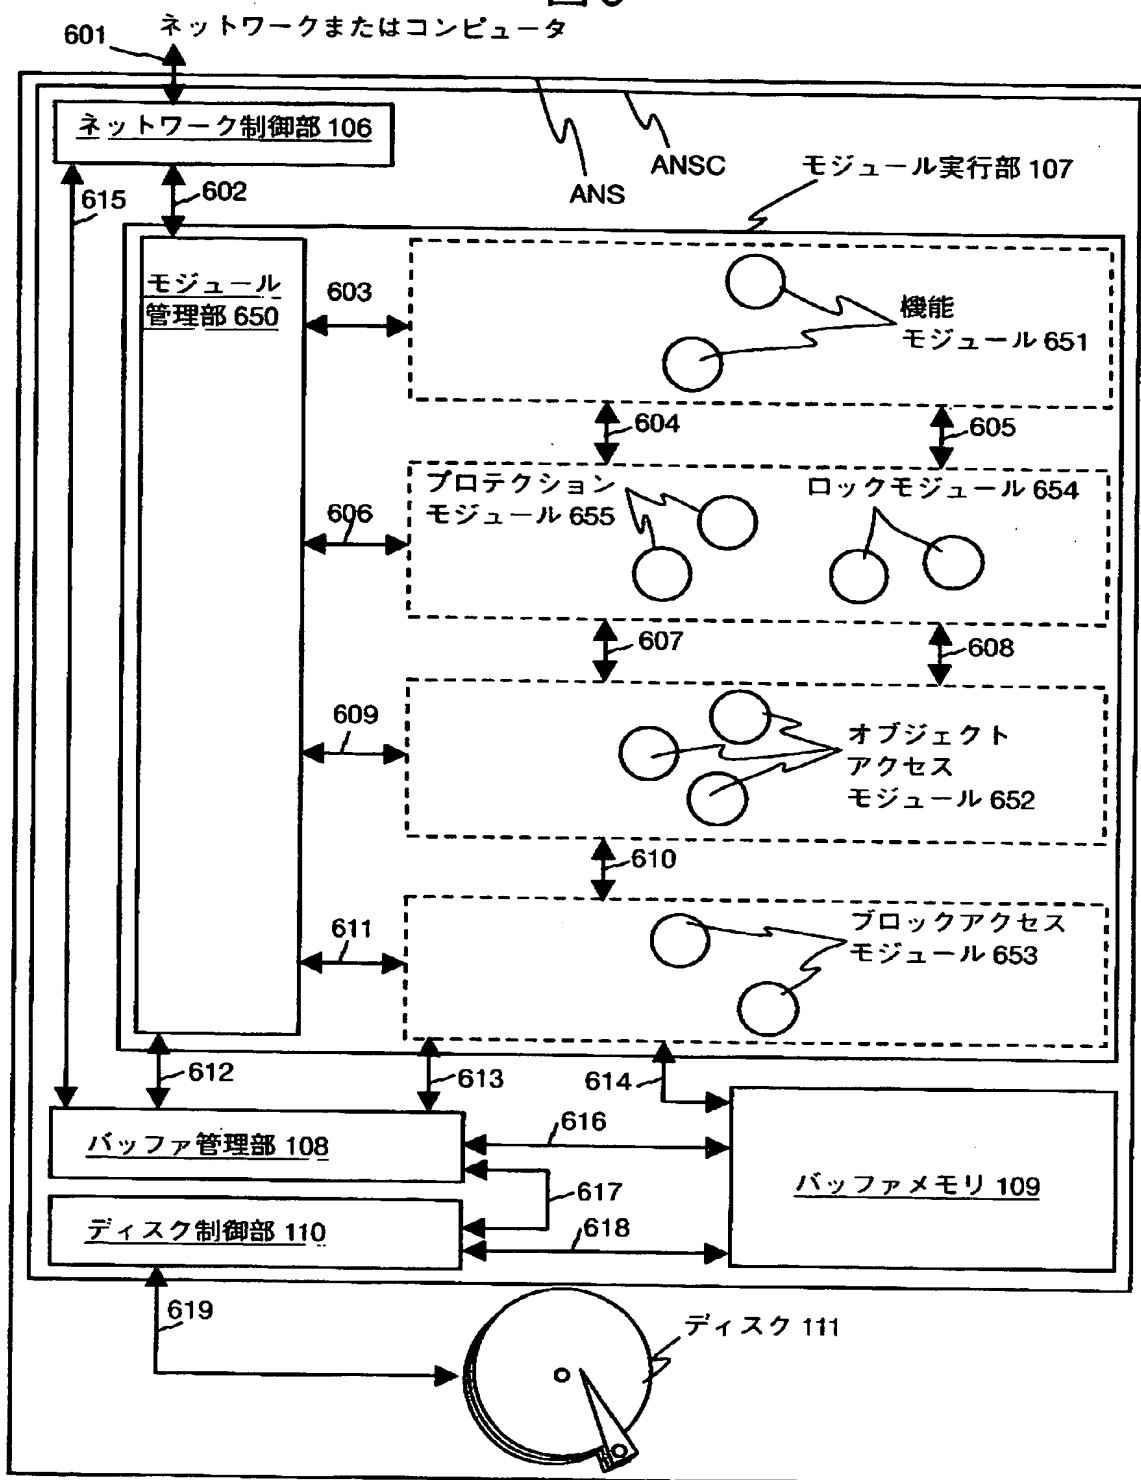 ネットワークまたはコンピュータ
601
ネットワーク制御部 106
ANS
ANSC
モジュール実行部 107
615
602
モジュール
管理部 650
603
機能
モジュール 651
604
605
プロテクション
モジュール 655
ロックモジュール 654
606
607
608
609
オブジェクト
アクセス
モジュール 652
610
611
ブロックアクセス
モジュール 653
612
613
614
バッファ管理部 108
616
バッファメモリ 109
617
ディスク制御部 110
618
619
ディスク 111